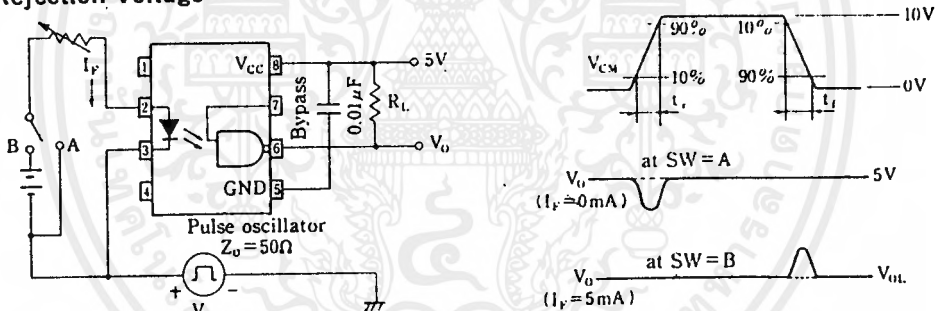 Rejection Voltage
I_F
1
2
3
4
V_CC 8
7
6
GND 5
Bypass
0.01μF
R_L
5V
V_O
B
A
Pulse oscillator
Z_o=50Ω
+
-
V
V_CM
90%
10%
10%
90%
10V
0V
t_r
t_f
at SW=A
V_O
5V
(I_F=0mA)
at SW=B
V_O
V_OL
(I_F=5mA)